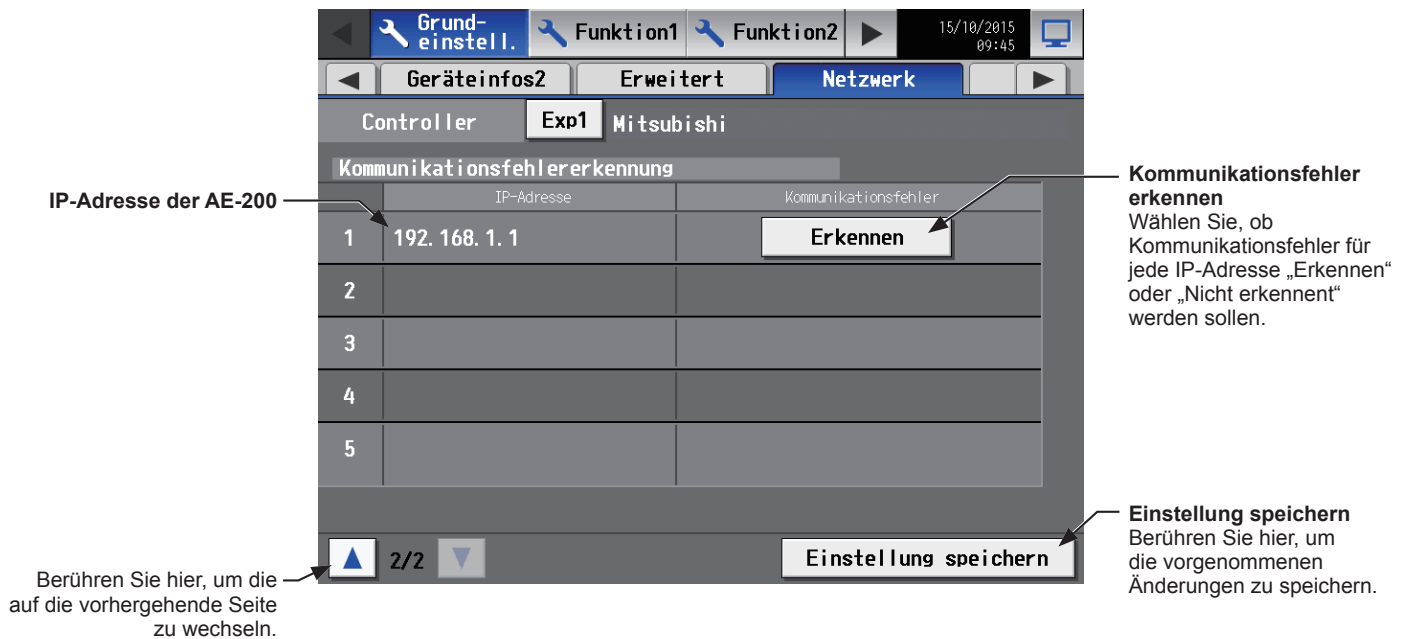 Grund-
einstell.
Funktion1
Funktion2
15/10/2015
09:45
Geräteinfos2
Erweitert
Netzwerk
Controller
Exp1
Mitsubishi
Kommunikationsfehlererkennung
IP-Adresse
Kommunikationsfehler
1
192. 168. 1. 1
Erkennen
2
3
4
5
2/2
Einstellung speichern
IP-Adresse der AE-200
Berühren Sie hier, um die
auf die vorhergehende Seite
zu wechseln.
Kommunikationsfehler
erkennen
Wählen Sie, ob
Kommunikationsfehler für
jede IP-Adresse „Erkennen“
oder „Nicht erkennent“
werden sollen.
Einstellung speichern
Berühren Sie hier, um
die vorgenommenen
Änderungen zu speichern.